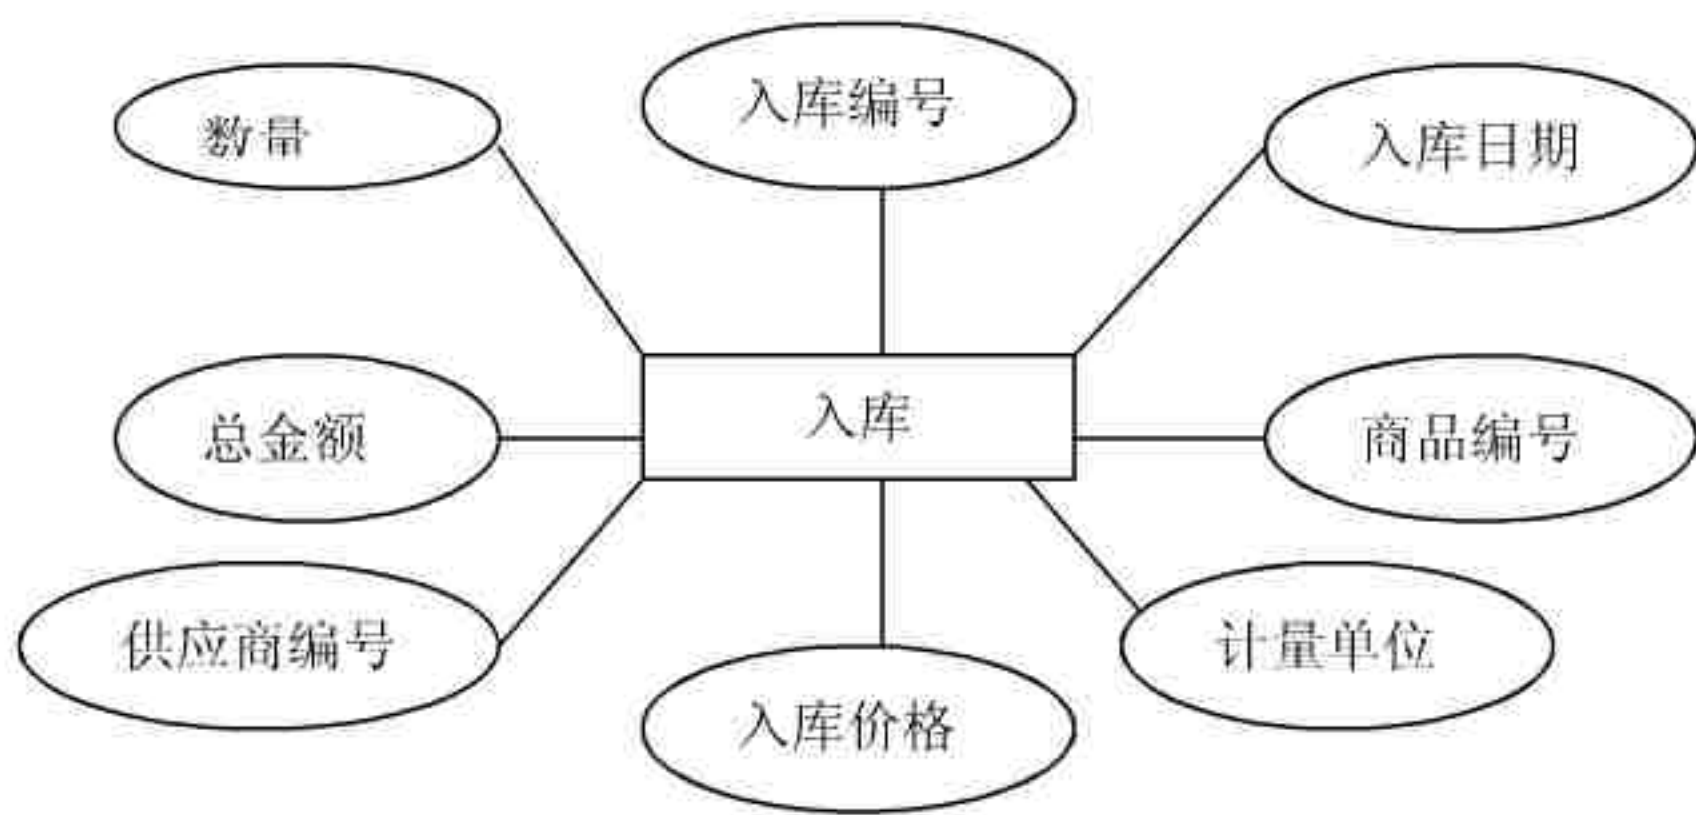 数量
入库编号
入库日期
总金额
入库
商品编号
供应商编号
入库价格
计量单位